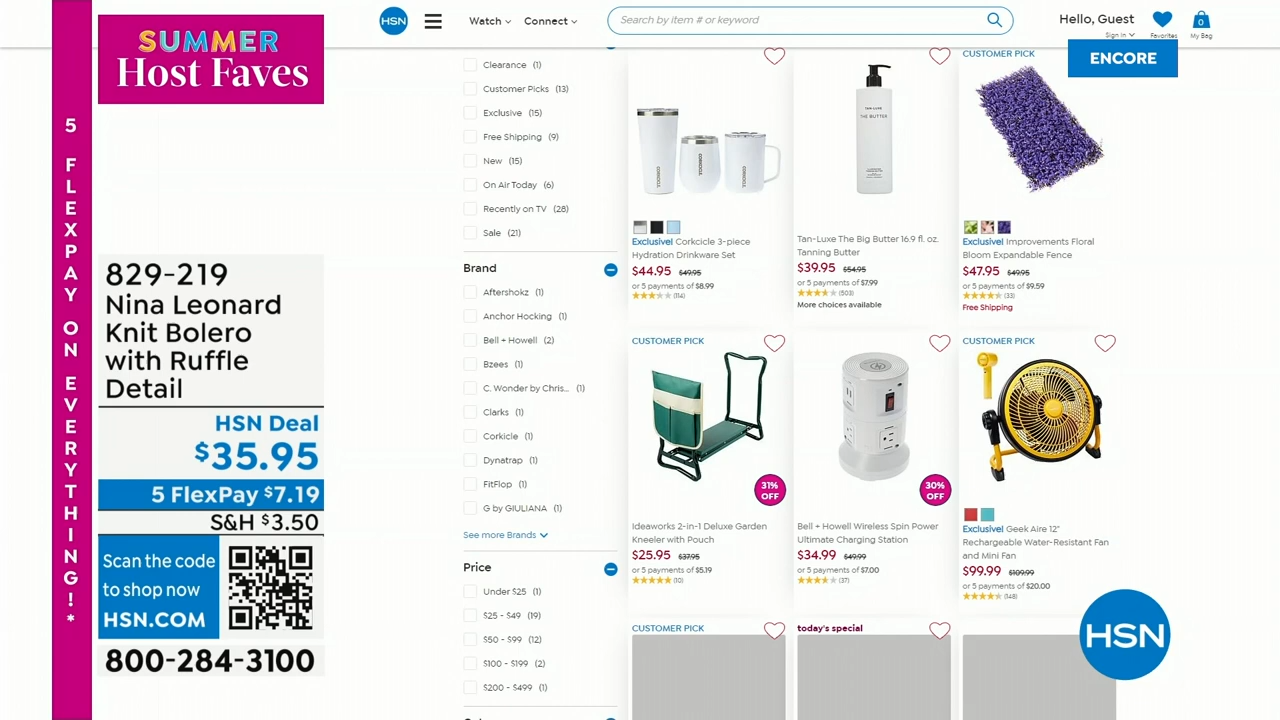 SUMMER
Host Faves
5 FLEXPAY ON EVERYTHING!*
829-219
Nina Leonard
Knit Bolero
with Ruffle
Detail
HSN Deal
$35.95
5 FlexPay $7.19
S&H $3.50
Scan the code
to shop now
HSN.COM
800-284-3100
HSN
Watch
Connect
Search by item # or keyword
Hello, Guest
Sign In
Favorites
0
My Bag
ENCORE
Clearance (1)
Customer Picks (13)
Exclusive (15)
Free Shipping (9)
New (15)
On Air Today (6)
Recently on TV (28)
Sale (21)
Brand
Aftershokz (1)
Anchor Hocking (1)
Bell + Howell (2)
Bzees (1)
C. Wonder by Chris... (1)
Clarks (1)
Corkcicle (1)
Dynatrap (1)
FitFlop (1)
G by GIULIANA (1)
See more Brands
Price
Under $25 (1)
$25 - $49 (19)
$50 - $99 (12)
$100 - $199 (2)
$200 - $499 (1)
CORKCICLE
CORKCICLE
CORKCICLE
Exclusive! Corkcicle 3-piece
Hydration Drinkware Set
$44.95 $49.95
or 5 payments of $8.99
(114)
TAN-LUXE
THE BUTTER
Tan-Luxe The Big Butter 16.9 fl. oz.
Tanning Butter
$39.95 $54.95
or 5 payments of $7.99
(503)
More choices available
CUSTOMER PICK
Exclusive! Improvements Floral
Bloom Expandable Fence
$47.95 $49.95
or 5 payments of $9.59
(33)
Free Shipping
CUSTOMER PICK
31%
OFF
Ideaworks 2-in-1 Deluxe Garden
Kneeler with Pouch
$25.95 $37.95
or 5 payments of $5.19
(10)
30%
OFF
Bell + Howell Wireless Spin Power
Ultimate Charging Station
$34.99 $49.99
or 5 payments of $7.00
(37)
CUSTOMER PICK
Exclusive! Geek Aire 12"
Rechargeable Water-Resistant Fan
and Mini Fan
$99.99 $109.99
or 5 payments of $20.00
(148)
CUSTOMER PICK
today's special
HSN